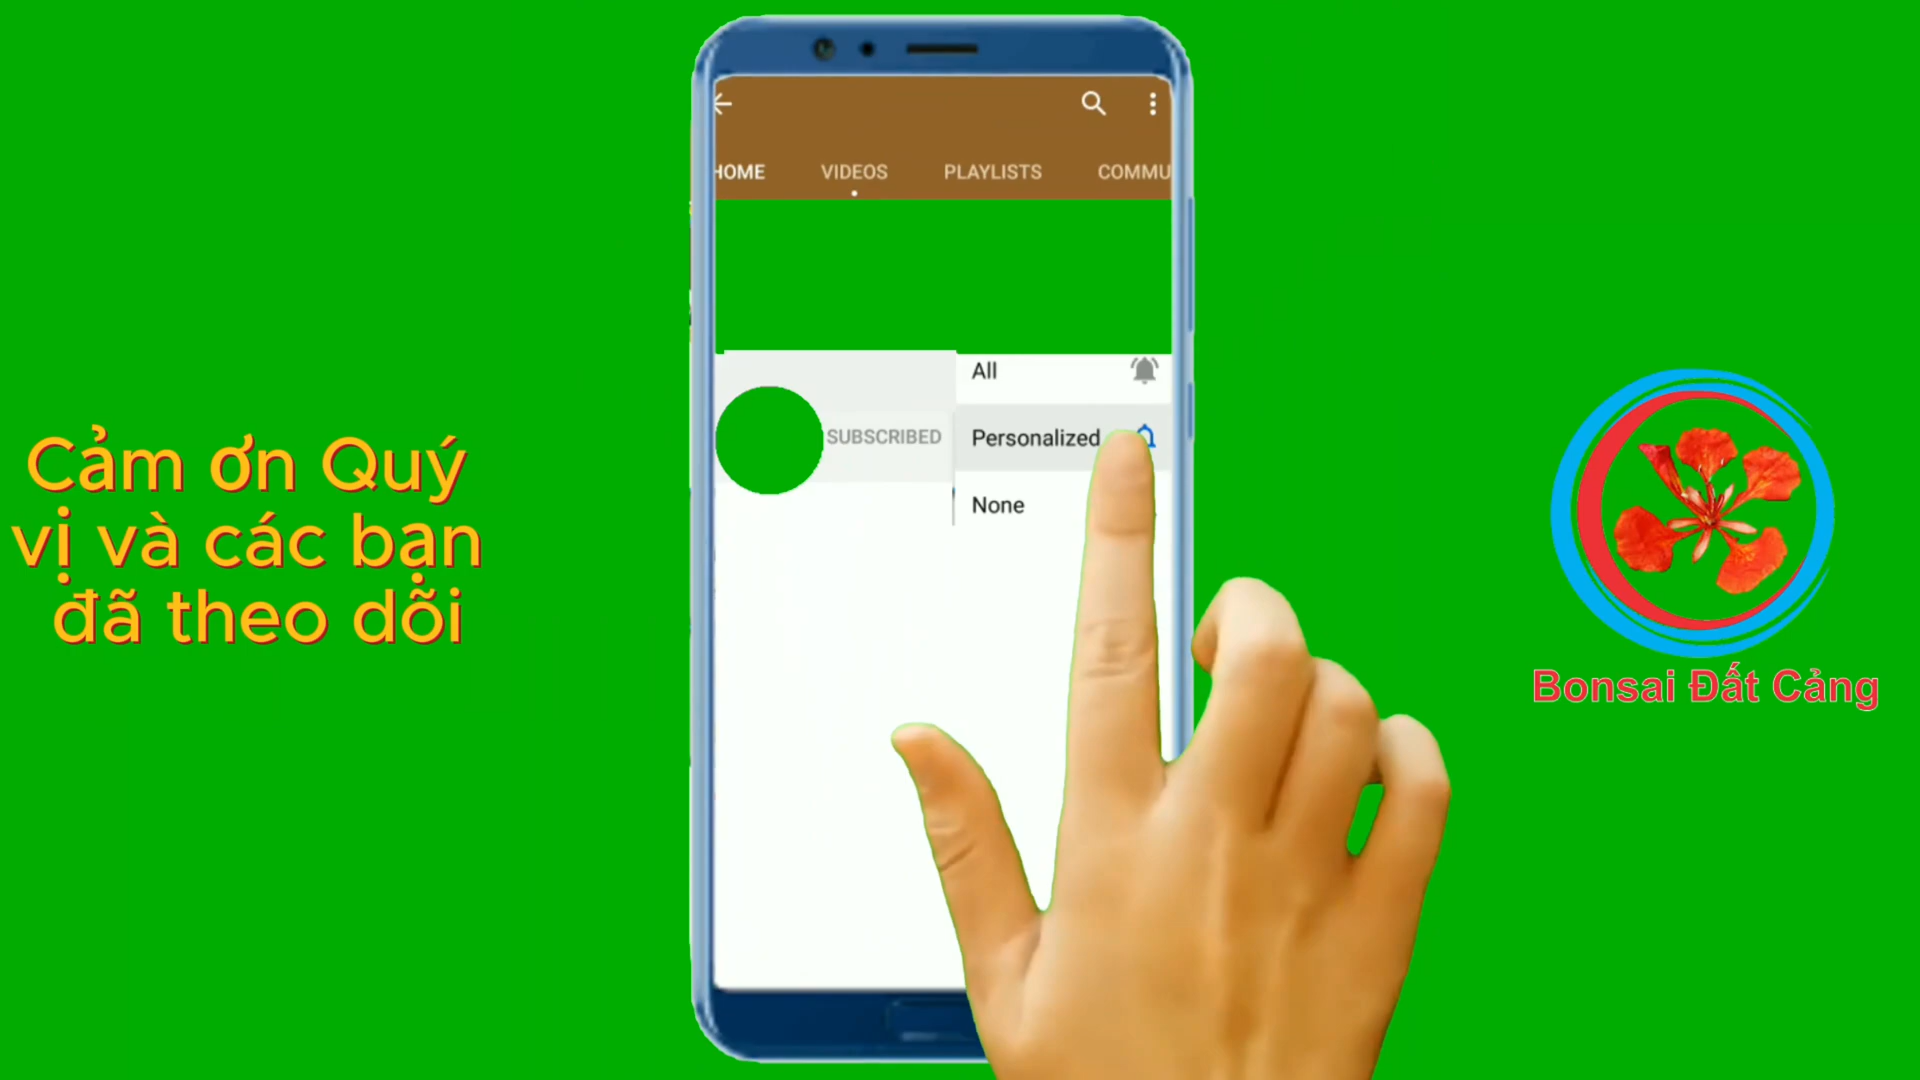 Cảm ơn Quý
vị và các bạn
đã theo dõi
HOME VIDEOS PLAYLISTS COMMU
All
SUBSCRIBED Personalized
None
Bonsai Đất Cảng